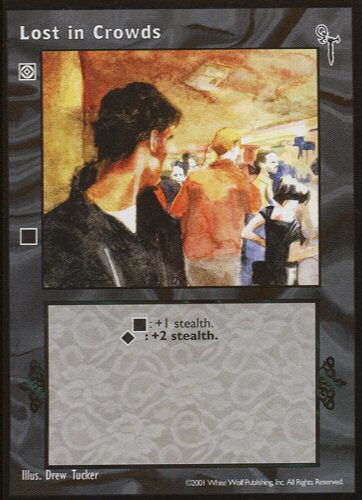 Lost in Crowds
: +1 stealth.
: +2 stealth.
Illus. Drew Tucker
©2001 White Wolf Publishing, Inc. All Rights Reserved.